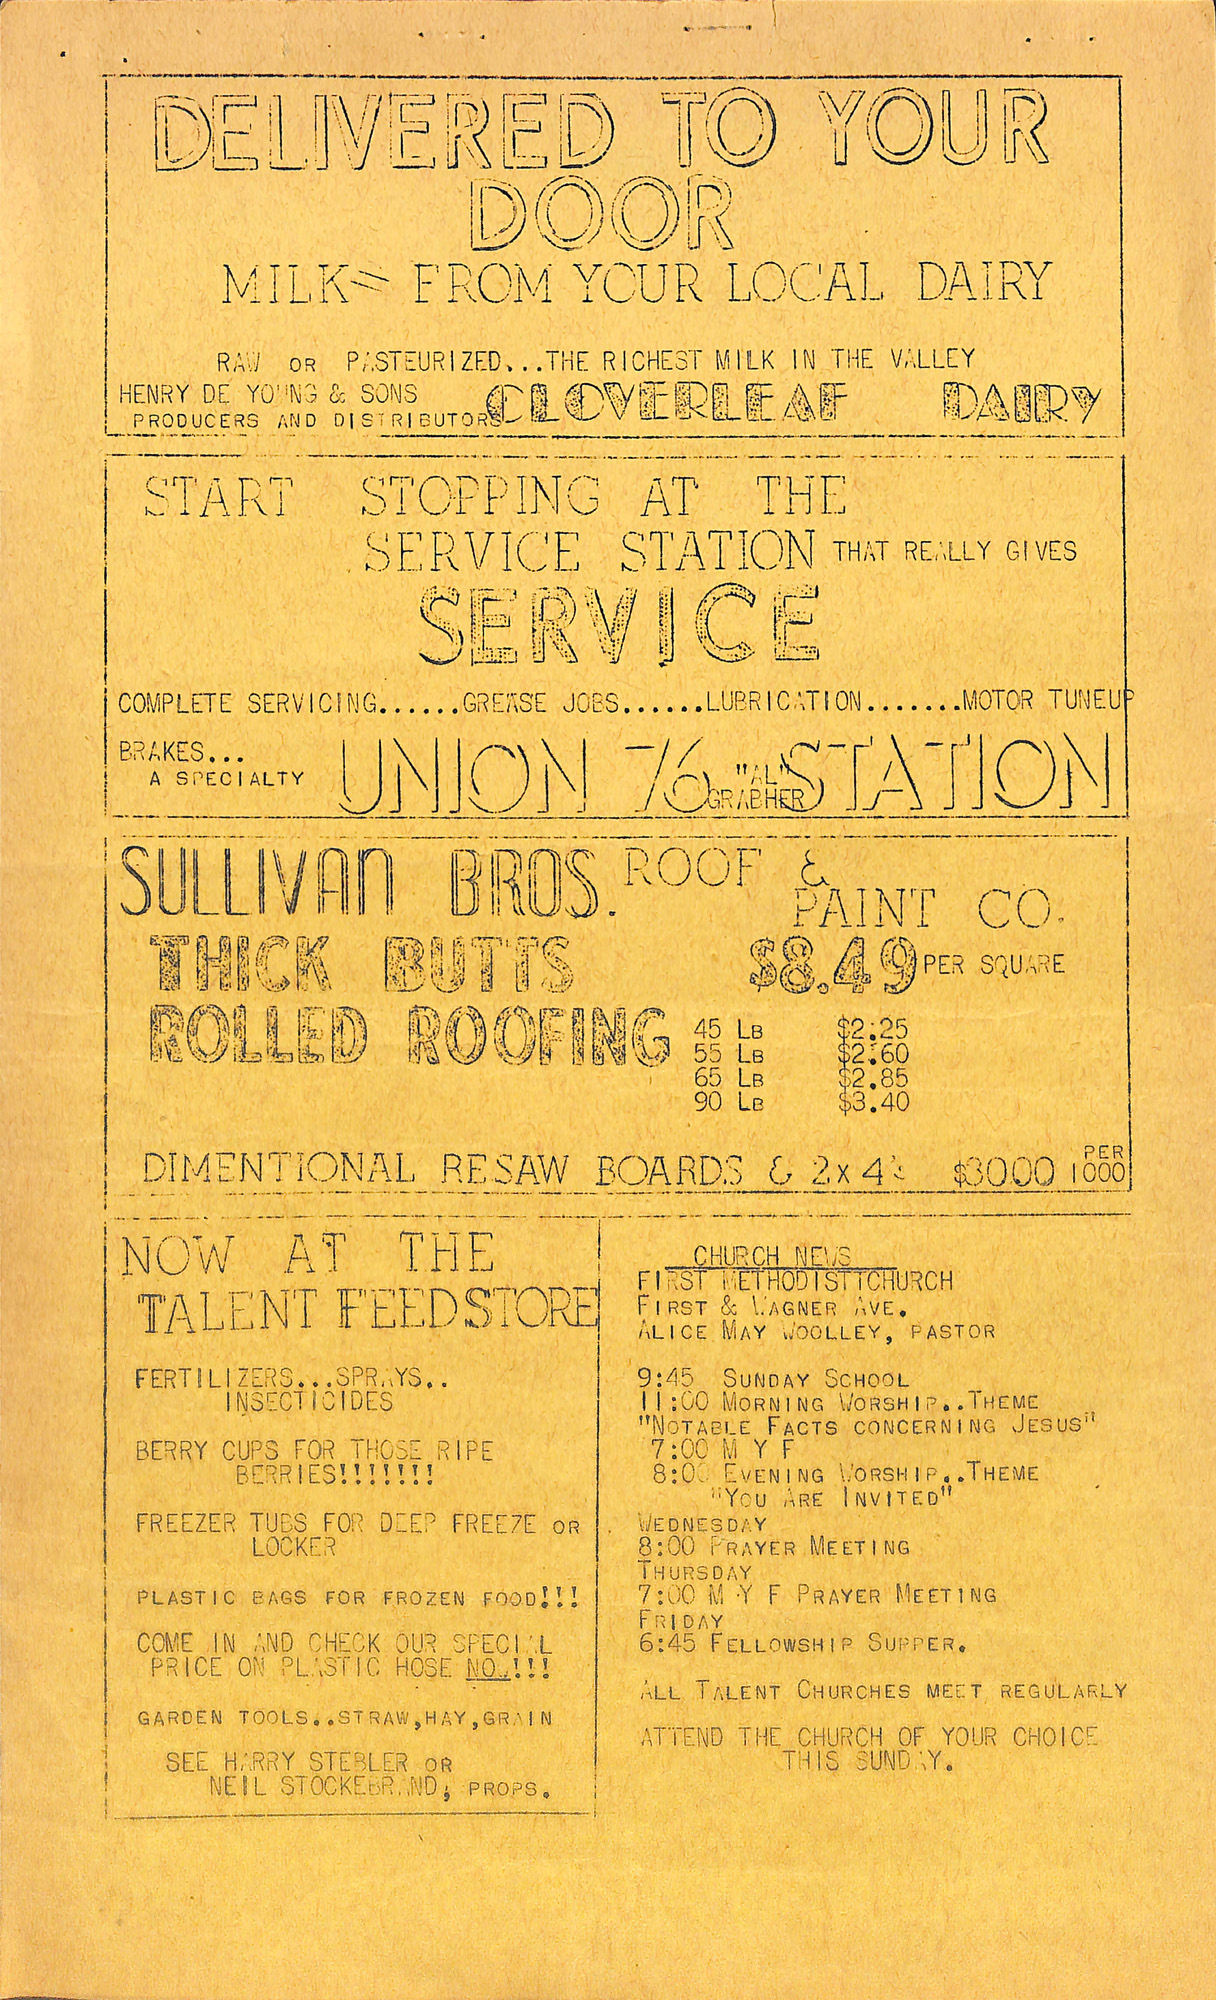 DELIVERED TO YOUR
DOOR
MILK= FROM YOUR LOCAL DAIRY
RAW OR PASTEURIZED...THE RICHEST MILK IN THE VALLEY
HENRY DE YOUNG & SONS
PRODUCERS AND DISTRIBUTORS
CLOVERLEAF DAIRY
START STOPPING AT THE
SERVICE STATION THAT REALLY GIVES
SERVICE
COMPLETE SERVICING......GREASE JOBS......LUBRICATION.......MOTOR TUNEUP
BRAKES...
A SPECIALTY
UNION 76 "AL" GRABHER STATION
SULLIVAN BROS. ROOF &
PAINT CO.
THICK BUTTS $8.49 PER SQUARE
ROLLED ROOFING
45 LB $2.25
55 LB $2.60
65 LB $2.85
90 LB $3.40
DIMENTIONAL RESAW BOARDS & 2x4's $30.00 PER 1000
NOW AT THE
TALENT FEEDSTORE
FERTILIZERS...SPRAYS..
INSECTICIDES
BERRY CUPS FOR THOSE RIPE
BERRIES!!!!!!!
FREEZER TUBS FOR DEEP FREEZE OR
LOCKER
PLASTIC BAGS FOR FROZEN FOOD!!!
COME IN AND CHECK OUR SPECIAL
PRICE ON PLASTIC HOSE NOW!!!
GARDEN TOOLS..STRAW,HAY,GRAIN
SEE HARRY STEBLER OR
NEIL STOCKEBRAND, PROPS.
CHURCH NEWS
FIRST METHODISTTCHURCH
FIRST & WAGNER AVE.
ALICE MAY WOOLLEY, PASTOR
9:45 SUNDAY SCHOOL
11:00 MORNING WORSHIP..THEME
"NOTABLE FACTS CONCERNING JESUS"
7:00 M Y F
8:00 EVENING WORSHIP..THEME
"YOU ARE INVITED"
WEDNESDAY
8:00 PRAYER MEETING
THURSDAY
7:00 M Y F PRAYER MEETING
FRIDAY
6:45 FELLOWSHIP SUPPER.
ALL TALENT CHURCHES MEET REGULARLY
ATTEND THE CHURCH OF YOUR CHOICE
THIS SUNDAY.